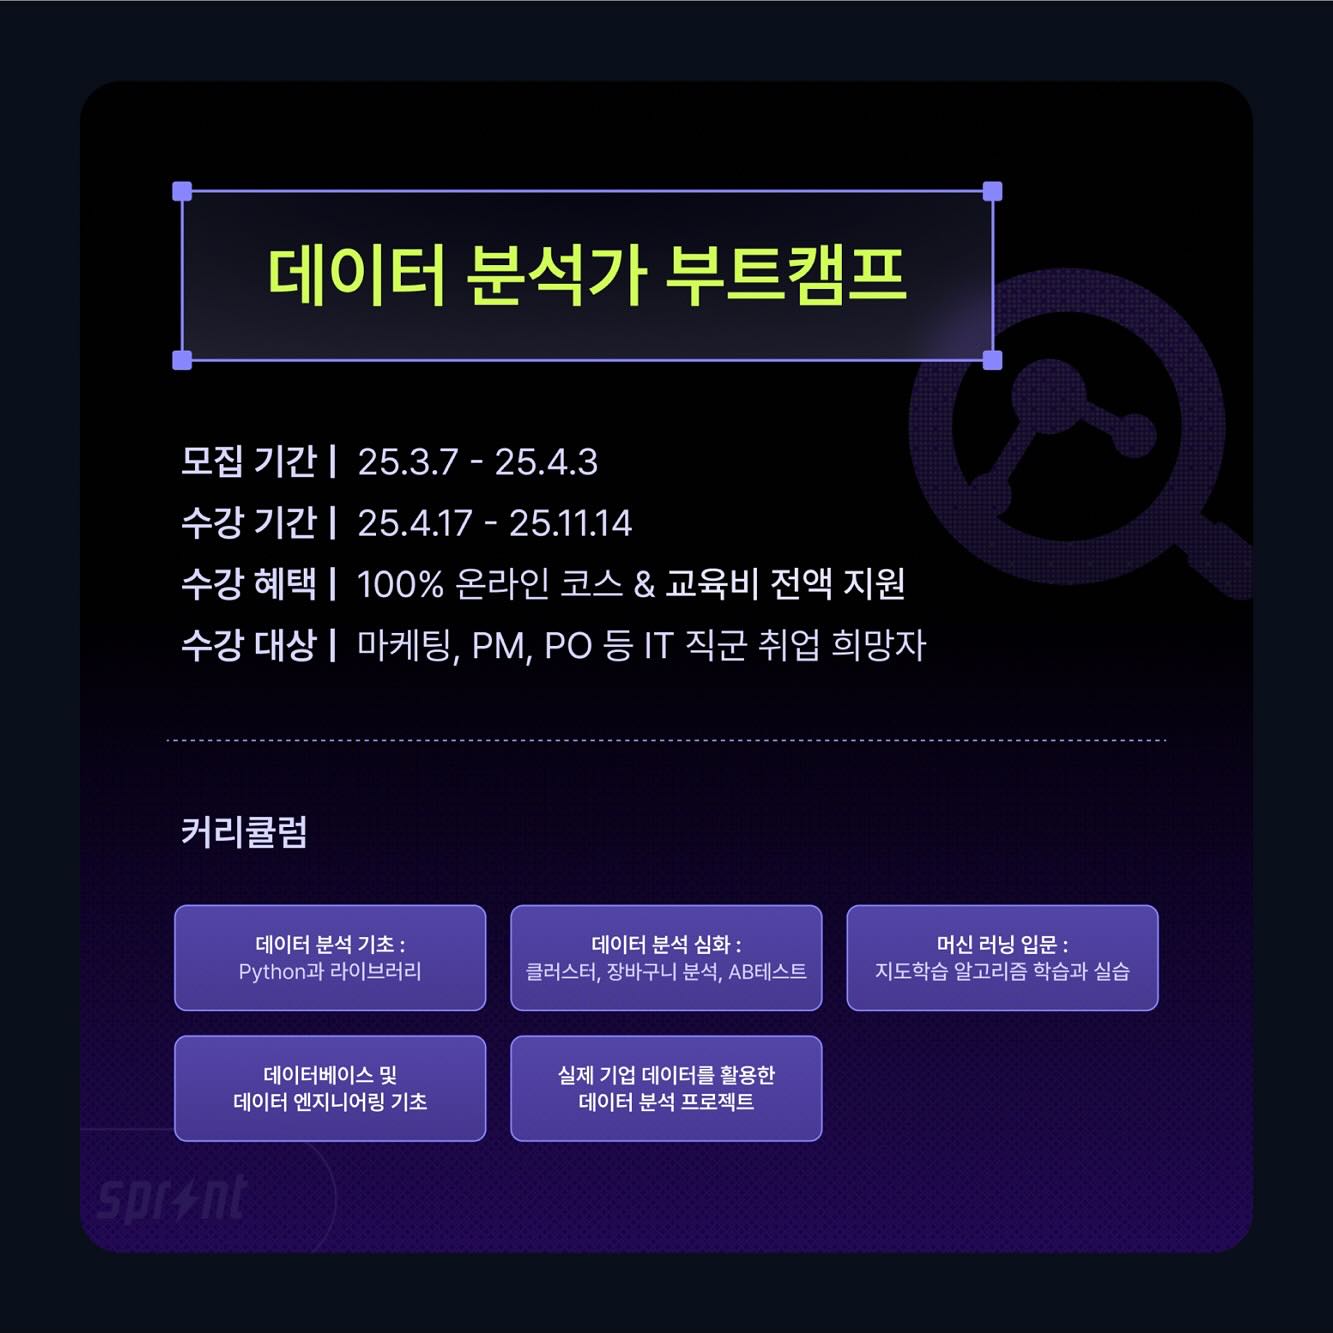 데이터 분석가 부트캠프
모집 기간 | 25.3.7 - 25.4.3
수강 기간 | 25.4.17 - 25.11.14
수강 혜택 | 100% 온라인 코스 & 교육비 전액 지원
수강 대상 | 마케팅, PM, PO 등 IT 직군 취업 희망자
커리큘럼
데이터 분석 기초 :
Python과 라이브러리
데이터 분석 심화 :
클러스터, 장바구니 분석, AB테스트
머신 러닝 입문 :
지도학습 알고리즘 학습과 실습
데이터베이스 및
데이터 엔지니어링 기초
실제 기업 데이터를 활용한
데이터 분석 프로젝트
sprint